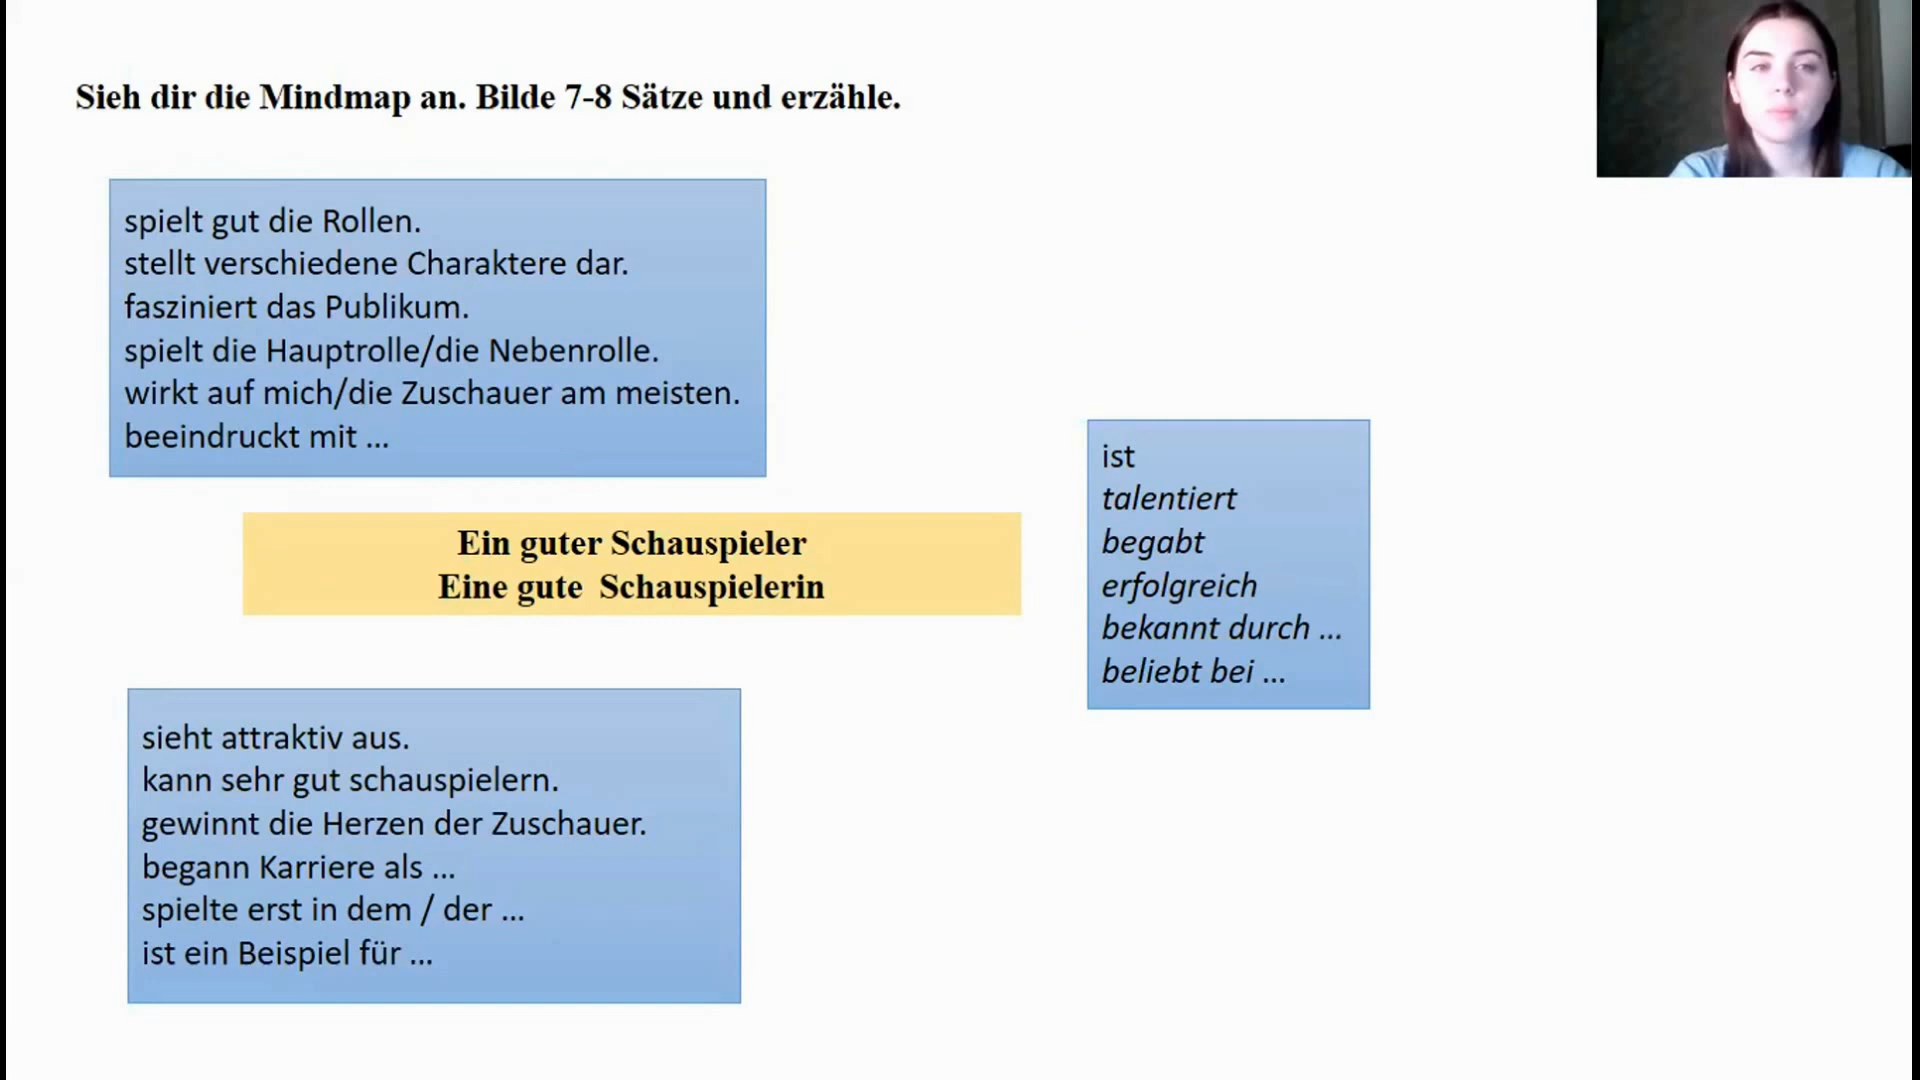 Sieh dir die Mindmap an. Bilde 7-8 Sätze und erzähle.
spielt gut die Rollen.
stellt verschiedene Charaktere dar.
fasziniert das Publikum.
spielt die Hauptrolle/die Nebenrolle.
wirkt auf mich/die Zuschauer am meisten.
beeindruckt mit ...
Ein guter Schauspieler
Eine gute Schauspielerin
ist
talentiert
begabt
erfolgreich
bekannt durch ...
beliebt bei ...
sieht attraktiv aus.
kann sehr gut schauspielern.
gewinnt die Herzen der Zuschauer.
begann Karriere als ...
spielte erst in dem / der ...
ist ein Beispiel für ...